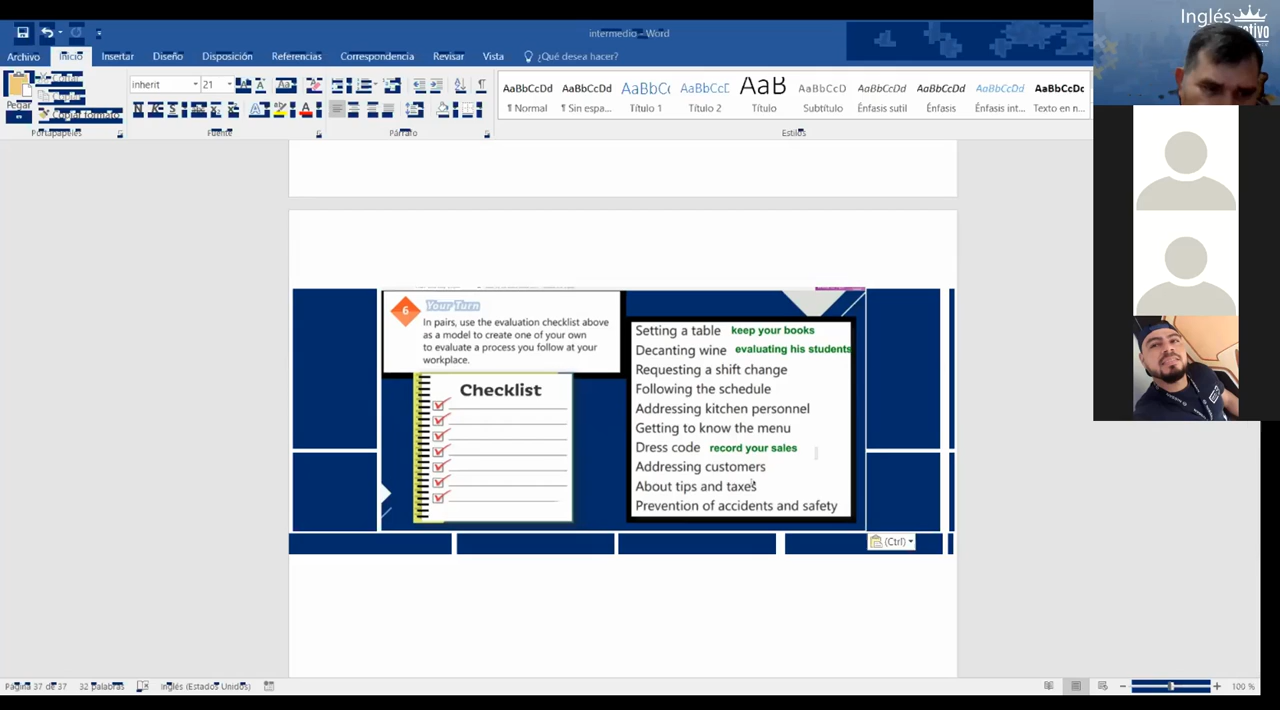 intermedio - Word
Archivo Inicio Insertar Diseño Disposición Referencias Correspondencia Revisar Vista ¿Qué desea hacer?
Pegar
Copiar
Copiar formato
inherit 21
Portapapeles Fuente Párrafo Estilos
AaBbCcDd AaBbCcDd AaBbC AaBbCcD AaB AaBbCcD AaBbCcDd AaBbCcDd AaBbCcDd AaBbCcDc
¶ Normal ¶ Sin espa... Título 1 Título 2 Título Subtítulo Énfasis sutil Énfasis Énfasis int... Texto en n...
Inglés
6 Your Turn
In pairs, use the evaluation checklist above
as a model to create one of your own
to evaluate a process you follow at your
workplace.
Checklist
Setting a table keep your books
Decanting wine evaluating his students
Requesting a shift change
Following the schedule
Addressing kitchen personnel
Getting to know the menu
Dress code record your sales
Addressing customers
About tips and taxes
Prevention of accidents and safety
(Ctrl)
Página 37 de 37 32 palabras Inglés (Estados Unidos) 100 %